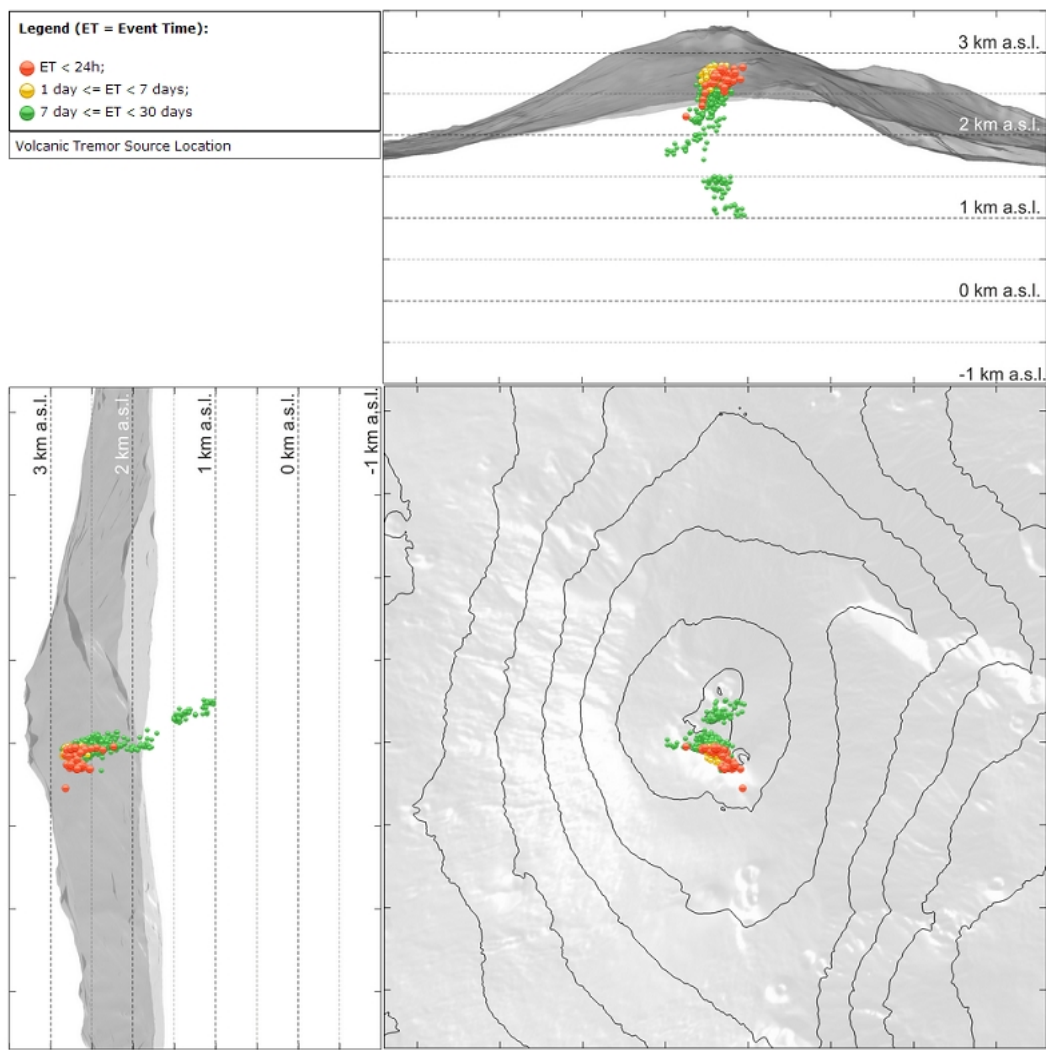 Legend (ET = Event Time):
ET < 24h;
1 day <= ET < 7 days;
7 day <= ET < 30 days
Volcanic Tremor Source Location
3 km a.s.l.
2 km a.s.l.
1 km a.s.l.
0 km a.s.l.
-1 km a.s.l.
3 km a.s.l.
2 km a.s.l.
1 km a.s.l.
0 km a.s.l.
-1 km a.s.l.